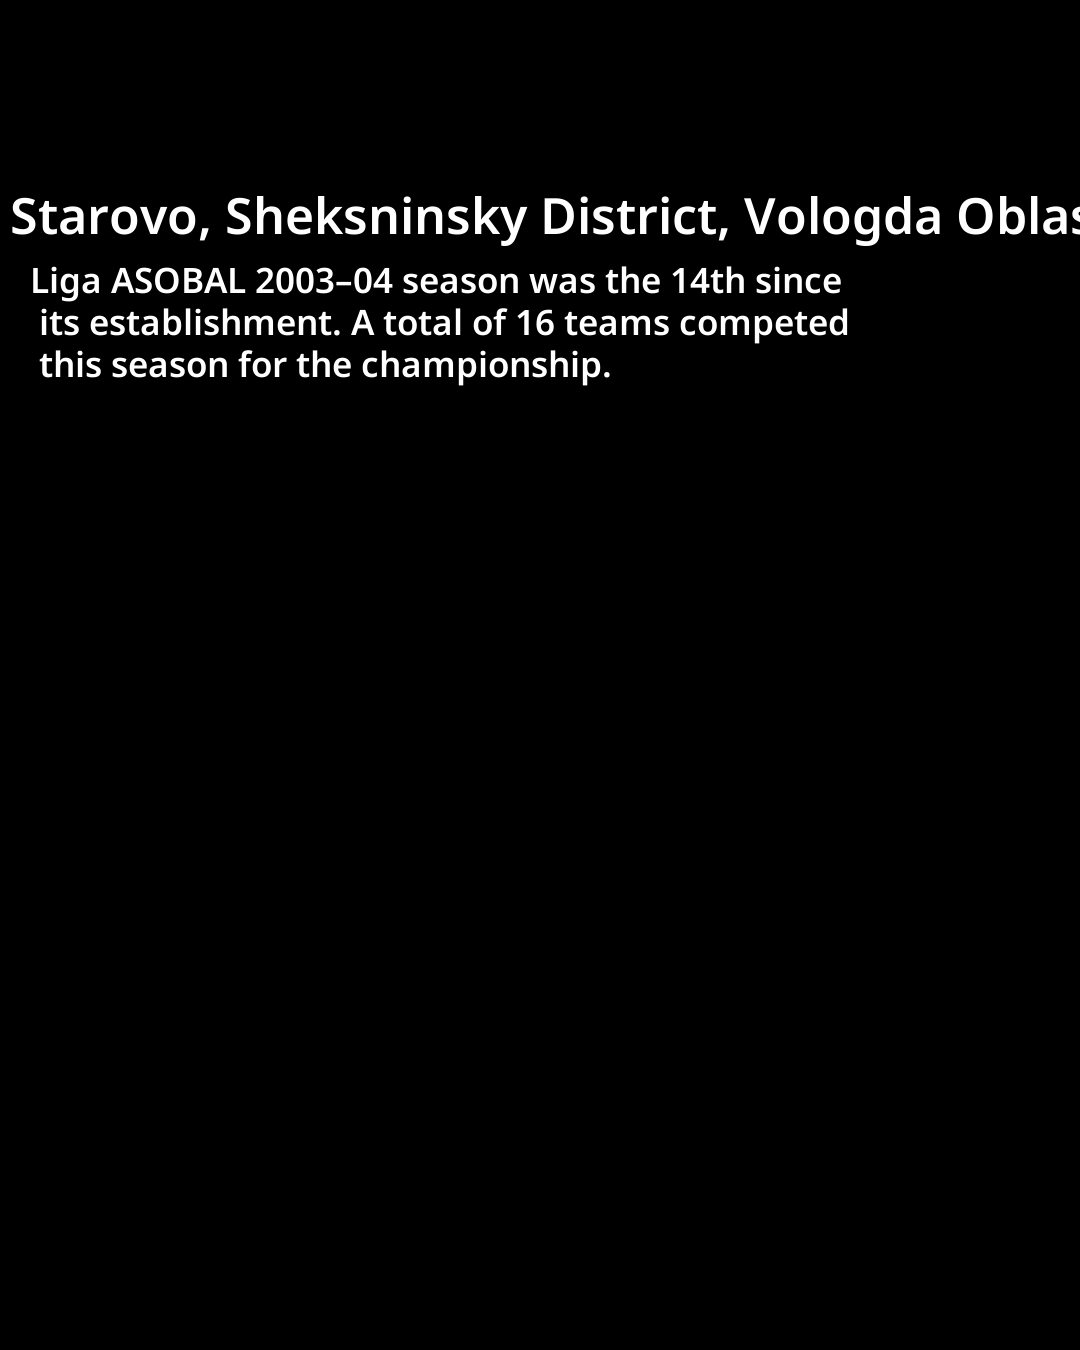 Starovo, Sheksninsky District, Vologda Oblas
Liga ASOBAL 2003–04 season was the 14th since
its establishment. A total of 16 teams competed
this season for the championship.